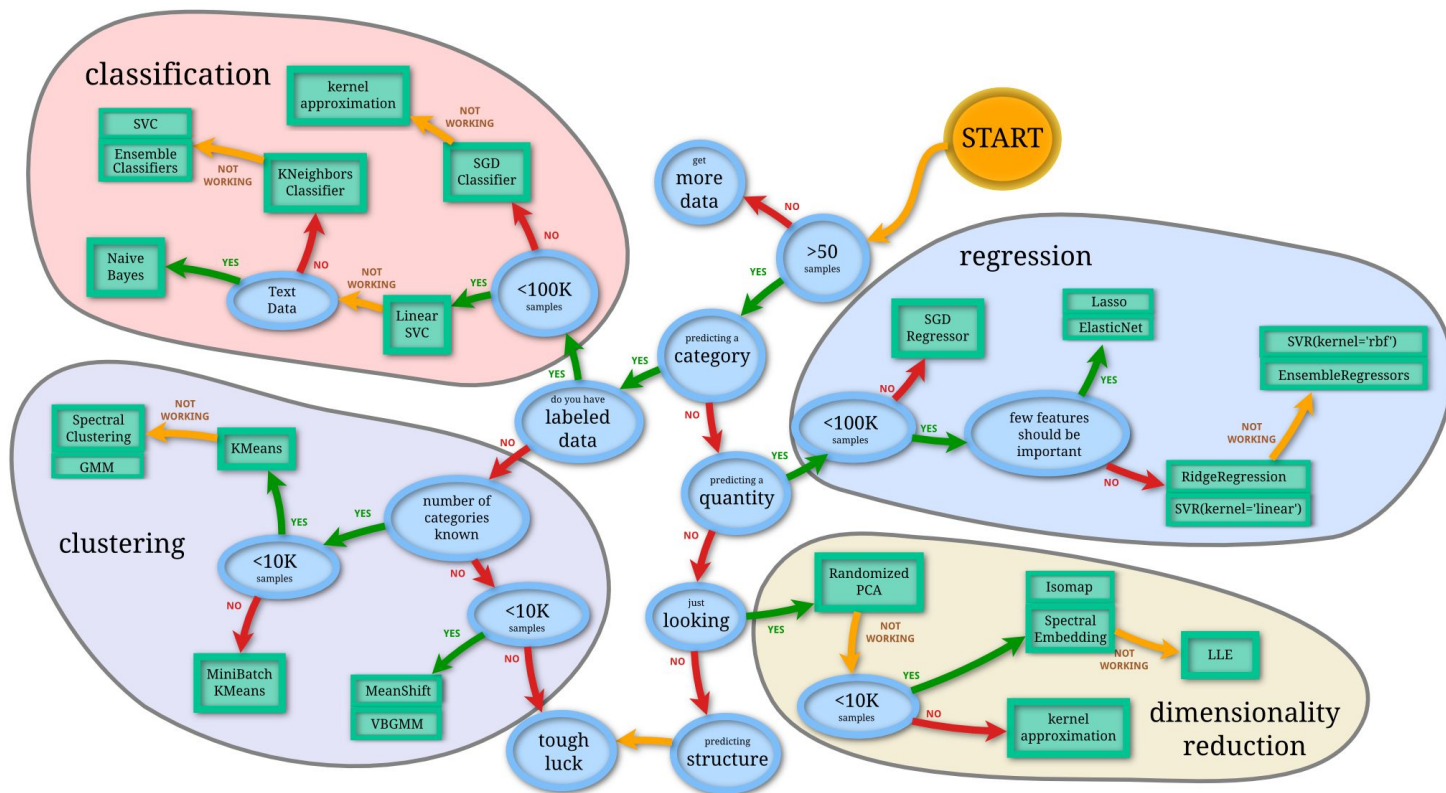 classification
kernel
approximation
NOT
WORKING
SVC
Ensemble
Classifiers
NOT
WORKING
KNeighbors
Classifier
SGD
Classifier
NO
Naive
Bayes
YES
NO
Text
Data
NOT
WORKING
Linear
SVC
YES
<100K
samples
YES
START
get
more
data
NO
>50
samples
YES
predicting a
category
YES
NO
do you have
labeled
data
NO
predicting a
quantity
YES
NO
just
looking
YES
NO
predicting
structure
tough
luck
regression
SGD
Regressor
NO
<100K
samples
YES
Lasso
ElasticNet
YES
few features
should be
important
NO
SVR(kernel='rbf')
EnsembleRegressors
NOT
WORKING
RidgeRegression
SVR(kernel='linear')
clustering
Spectral
Clustering
GMM
NOT
WORKING
KMeans
YES
<10K
samples
YES
number of
categories
known
NO
NO
MiniBatch
KMeans
<10K
samples
YES
NO
MeanShift
VBGMM
Randomized
PCA
NOT
WORKING
<10K
samples
YES
Isomap
Spectral
Embedding
NOT
WORKING
LLE
NO
kernel
approximation
dimensionality
reduction